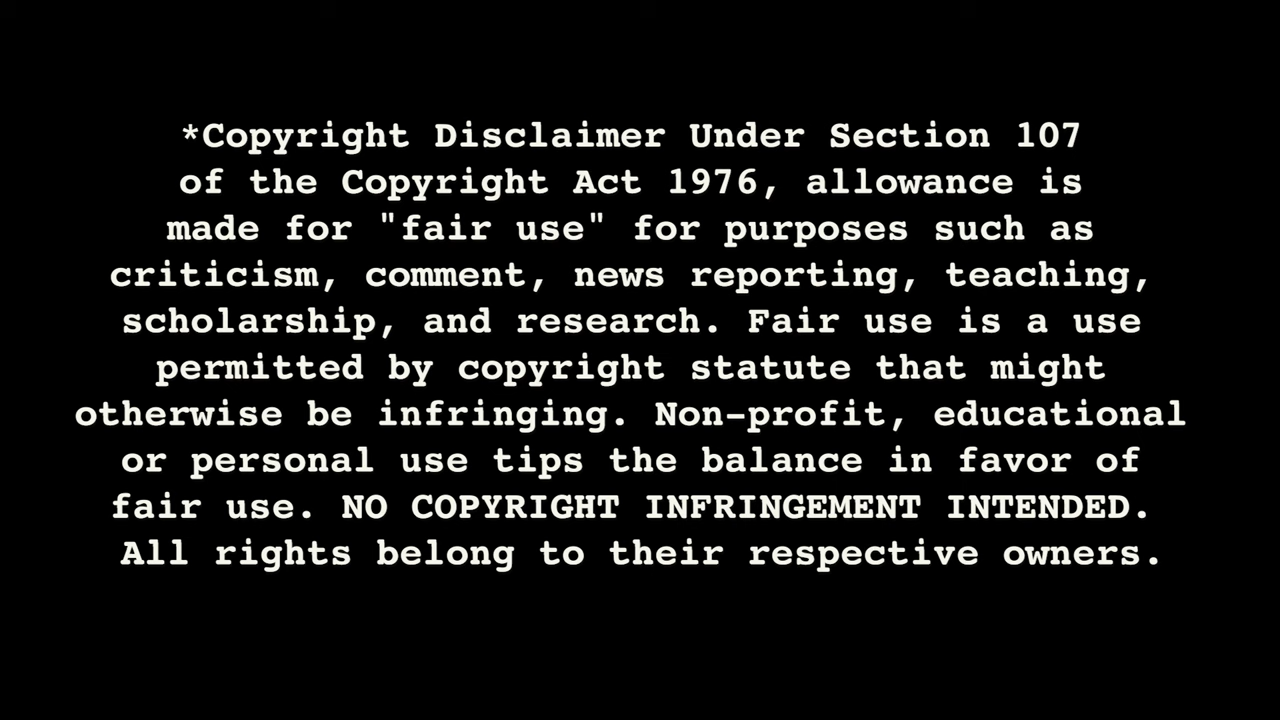 *Copyright Disclaimer Under Section 107
of the Copyright Act 1976, allowance is
made for "fair use" for purposes such as
criticism, comment, news reporting, teaching,
scholarship, and research. Fair use is a use
permitted by copyright statute that might
otherwise be infringing. Non-profit, educational
or personal use tips the balance in favor of
fair use. NO COPYRIGHT INFRINGEMENT INTENDED.
All rights belong to their respective owners.